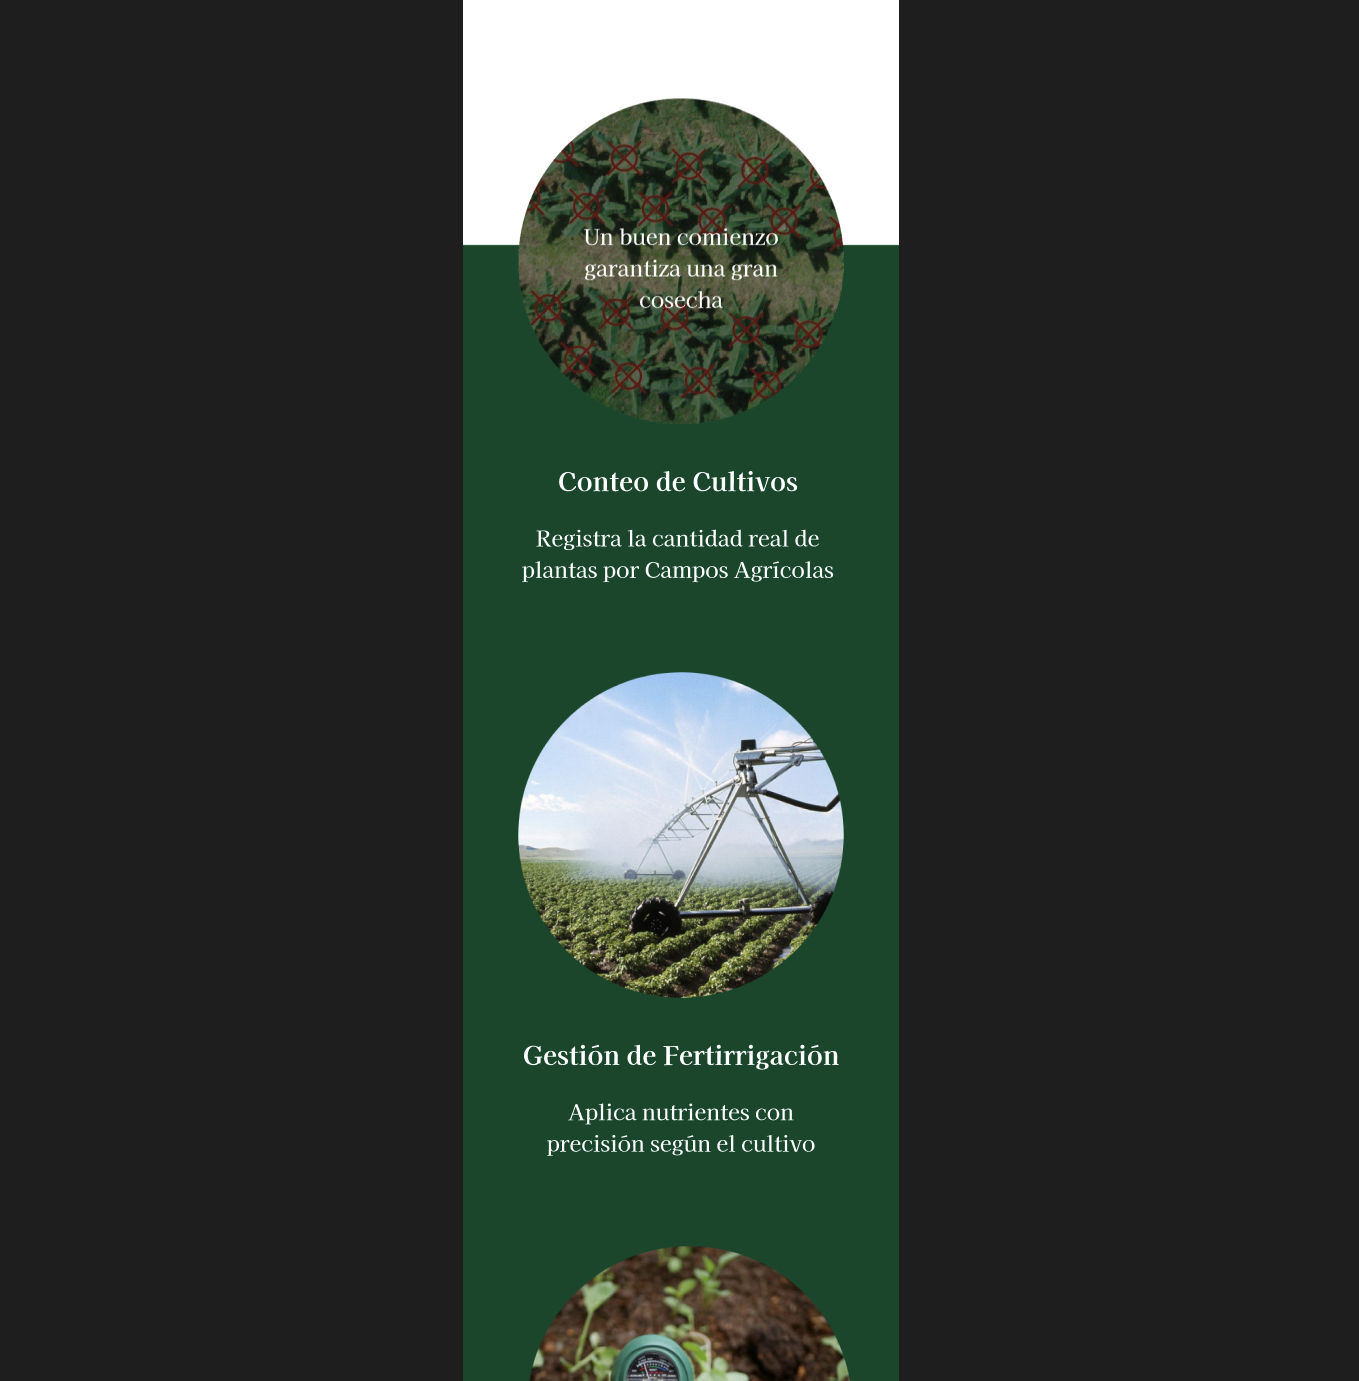 Un buen comienzo
garantiza una gran
cosecha
Conteo de Cultivos
Registra la cantidad real de
plantas por Campos Agrícolas
Gestión de Fertirrigación
Aplica nutrientes con
precisión según el cultivo